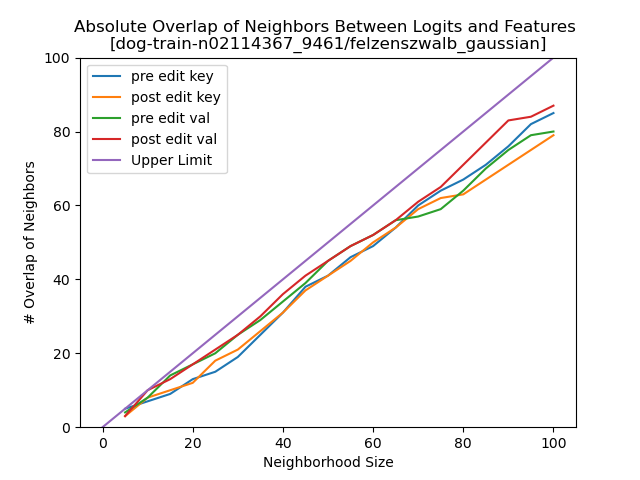 Absolute Overlap of Neighbors Between Logits and Features
[dog-train-n02114367_9461/felzenszwalb_gaussian]
100
80
60
40
20
0
# Overlap of Neighbors
pre edit key
post edit key
pre edit val
post edit val
Upper Limit
0 20 40 60 80 100
Neighborhood Size